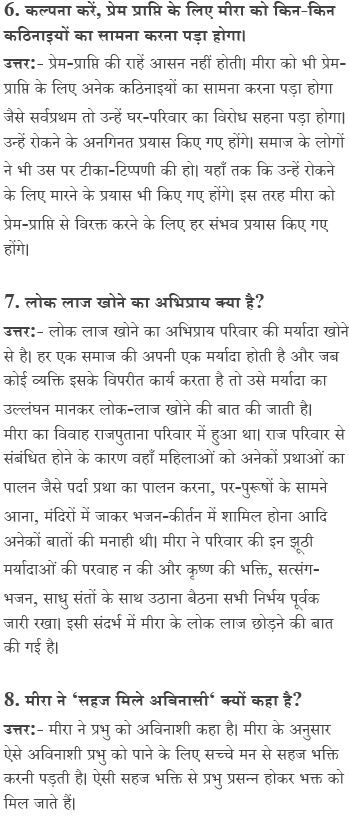 6. कल्पना करें, प्रेम प्राप्ति के लिए मीरा को किन-किन
कठिनाइयों का सामना करना पड़ा होगा।
उत्तर:- प्रेम-प्राप्ति की राहें आसन नहीं होती। मीरा को भी प्रेम-
प्राप्ति के लिए अनेक कठिनाइयों का सामना करना पड़ा होगा
जैसे सर्वप्रथम तो उन्हें घर-परिवार का विरोध सहना पड़ा होगा।
उन्हें रोकने के अनगिनत प्रयास किए गए होंगे। समाज के लोगों
ने भी उस पर टीका-टिप्पणी की हो। यहाँ तक कि उन्हें रोकने
के लिए मारने के प्रयास भी किए गए होंगे। इस तरह मीरा को
प्रेम-प्राप्ति से विरक्त करने के लिए हर संभव प्रयास किए गए
होंगे।
7. लोक लाज खोने का अभिप्राय क्या है?
उत्तर:- लोक लाज खोने का अभिप्राय परिवार की मर्यादा खोने
से है। हर एक समाज की अपनी एक मर्यादा होती है और जब
कोई व्यक्ति इसके विपरीत कार्य करता है तो उसे मर्यादा का
उल्लंघन मानकर लोक-लाज खोने की बात की जाती है।
मीरा का विवाह राजपुताना परिवार में हुआ था। राज परिवार से
संबंधित होने के कारण वहाँ महिलाओं को अनेकों प्रथाओं का
पालन जैसे पर्दा प्रथा का पालन करना, पर-पुरूषों के सामने
आना, मंदिरों में जाकर भजन-कीर्तन में शामिल होना आदि
अनेकों बातों की मनाही थी। मीरा ने परिवार की इन झूठी
मर्यादाओं की परवाह न की और कृष्ण की भक्ति, सत्संग-
भजन, साधु संतों के साथ उठाना बैठना सभी निर्भय पूर्वक
जारी रखा। इसी संदर्भ में मीरा के लोक लाज छोड़ने की बात
की गई है।
8. मीरा ने ‘सहज मिले अविनासी‘ क्यों कहा है?
उत्तर:- मीरा ने प्रभु को अविनाशी कहा है। मीरा के अनुसार
ऐसे अविनाशी प्रभु को पाने के लिए सच्चे मन से सहज भक्ति
करनी पड़ती है। ऐसी सहज भक्ति से प्रभु प्रसन्न होकर भक्त को
मिल जाते हैं।